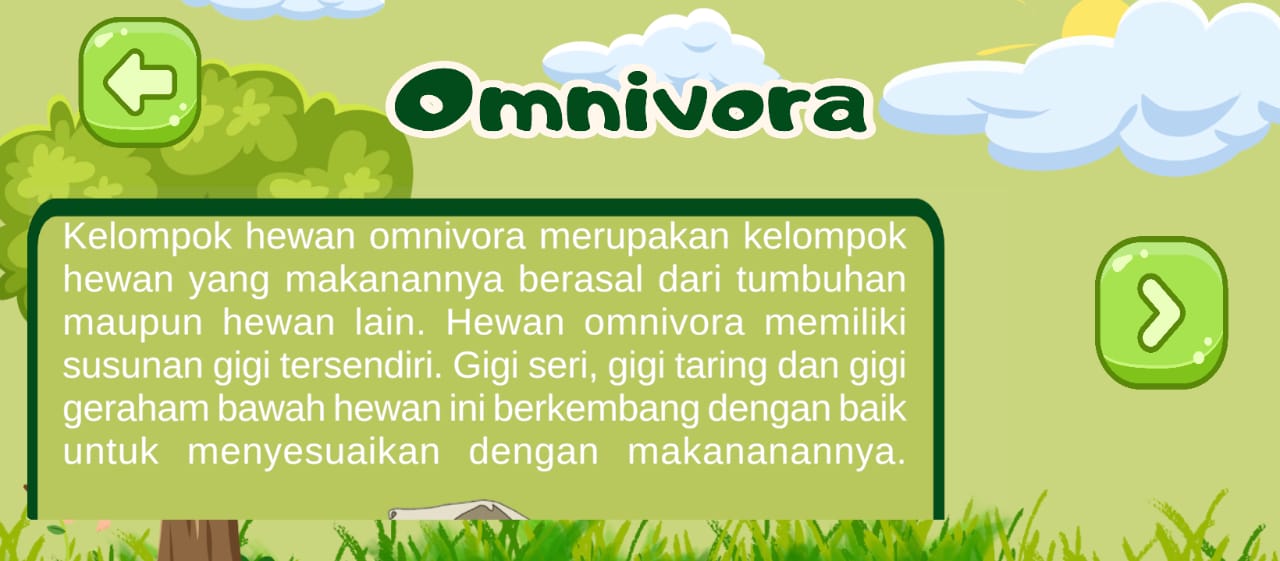 Omnivora
Kelompok hewan omnivora merupakan kelompok
hewan yang makanannya berasal dari tumbuhan
maupun hewan lain. Hewan omnivora memiliki
susunan gigi tersendiri. Gigi seri, gigi taring dan gigi
geraham bawah hewan ini berkembang dengan baik
untuk menyesuaikan dengan makananannya.